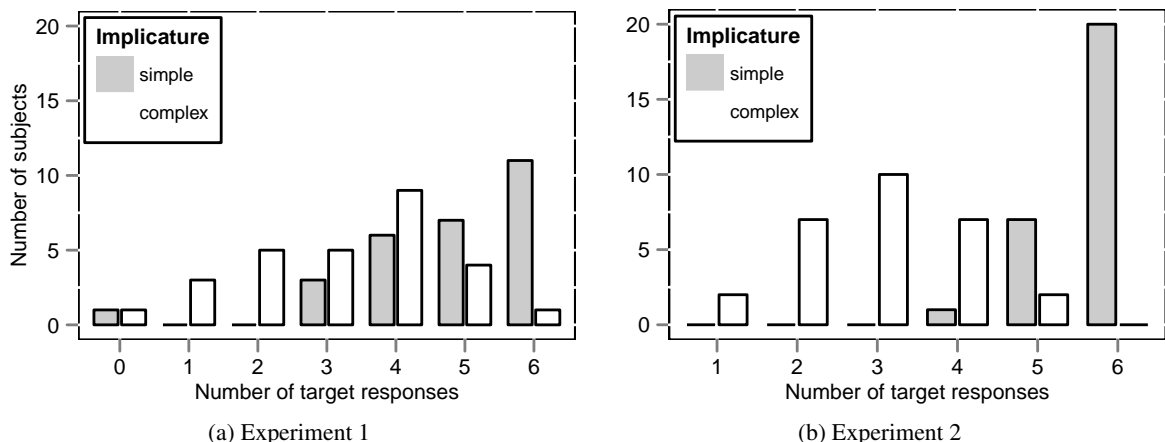 Number of subjects
20
15
10
5
0
Implicature
simple
complex
0 1 2 3 4 5 6
Number of target responses
(a) Experiment 1
20
15
10
5
0
Implicature
simple
complex
1 2 3 4 5 6
Number of target responses
(b) Experiment 2